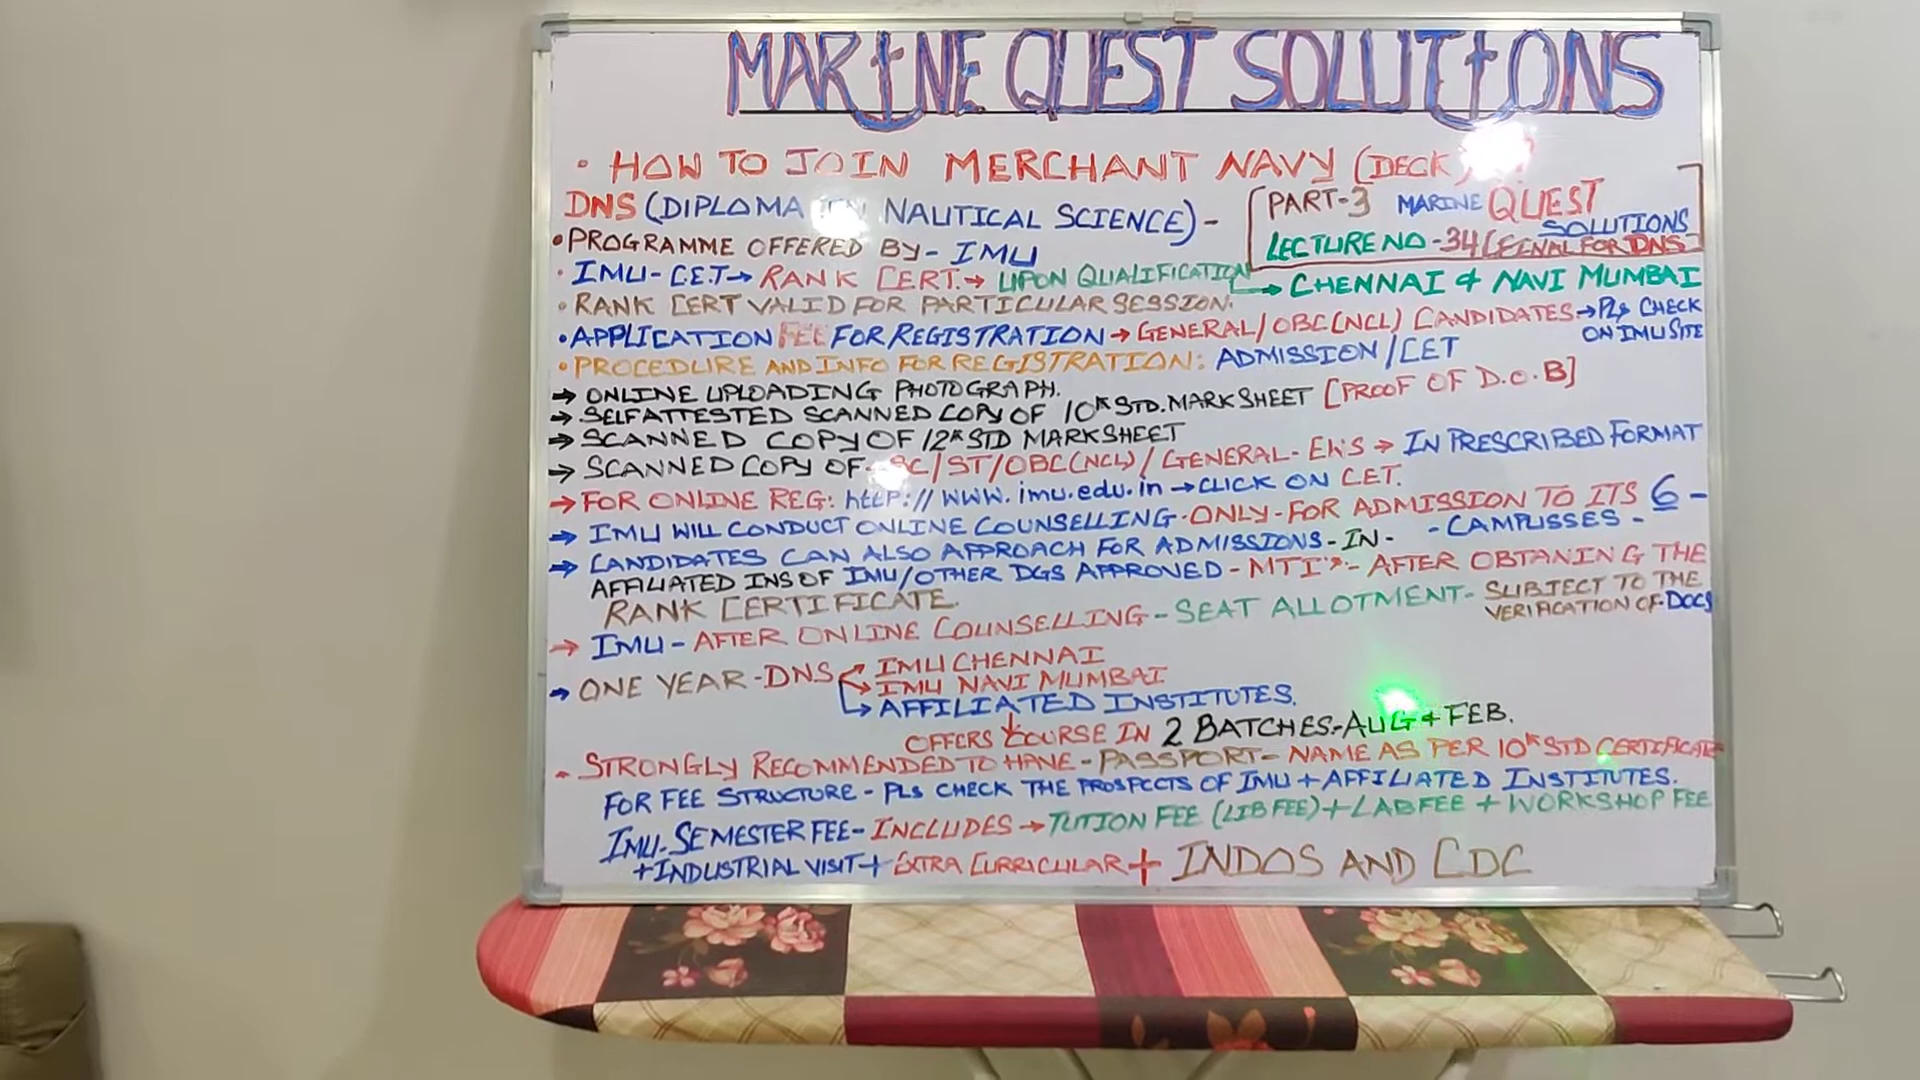 MARINE QUEST SOLUTIONS
• HOW TO JOIN MERCHANT NAVY (DECK)
DNS (DIPLOMA IN NAUTICAL SCIENCE) -
[PART-3 MARINE QUEST SOLUTIONS
LECTURE NO - 34 (FINAL FOR DNS]
• PROGRAMME OFFERED BY - IMU
• IMU - C.E.T → RANK CERT. → UPON QUALIFICATION → CHENNAI & NAVI MUMBAI
• RANK CERT VALID FOR PARTICULAR SESSION.
• APPLICATION FEE FOR REGISTRATION → GENERAL/OBC(NCL) CANDIDATES → Pls CHECK ON IMU SITE
• PROCEDURE AND INFO FOR REGISTRATION: ADMISSION/CET
→ ONLINE UPLOADING PHOTOGRAPH.
→ SELFATTESTED SCANNED COPY OF 10th STD. MARKSHEET [PROOF OF D.O.B]
→ SCANNED COPY OF 12th STD MARKSHEET
→ SCANNED COPY OF - SC/ST/OBC(NCL)/GENERAL - EWS → IN PRESCRIBED FORMAT
→ FOR ONLINE REG: http://www.imu.edu.in → CLICK ON CET.
→ IMU WILL CONDUCT ONLINE COUNSELLING - ONLY - FOR ADMISSION TO ITS 6 - - CAMPUSSES -
→ CANDIDATES CAN ALSO APPROACH FOR ADMISSIONS - IN -
AFFILIATED INS OF IMU/OTHER DGS APPROVED - MTI's - AFTER OBTANING THE
RANK CERTIFICATE.
→ IMU - AFTER ONLINE COUNSELLING - SEAT ALLOTMENT - SUBJECT TO THE VERIFICATION OF DOCS
→ ONE YEAR - DNS → IMU CHENNAI
→ IMU NAVI MUMBAI
→ AFFILIATED INSTITUTES.
OFFERS COURSE IN 2 BATCHES - AUG & FEB.
- STRONGLY RECOMMENDED TO HAVE - PASSPORT - NAME AS PER 10th STD CERTIFICATE
FOR FEE STRUCTURE - PLS CHECK THE PROSPECTS OF IMU + AFFILIATED INSTITUTES.
IMU - SEMESTER FEE - INCLUDES → TUTION FEE (LIB FEE) + LAB FEE + WORKSHOP FEE
+ INDUSTRIAL VISIT + EXTRA CURRICULAR + INDOS AND CDC